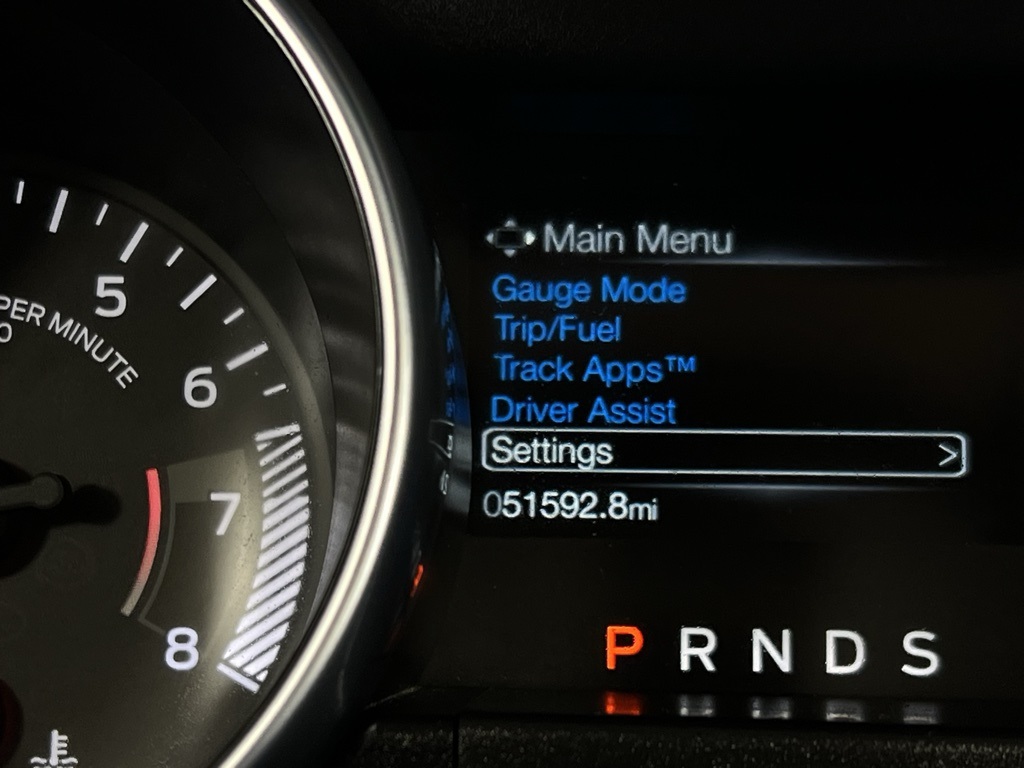 5
PER MINUTE
0
6
7
8
Main Menu
Gauge Mode
Trip/Fuel
Track Apps™
Driver Assist
Settings >
051592.8mi
P R N D S